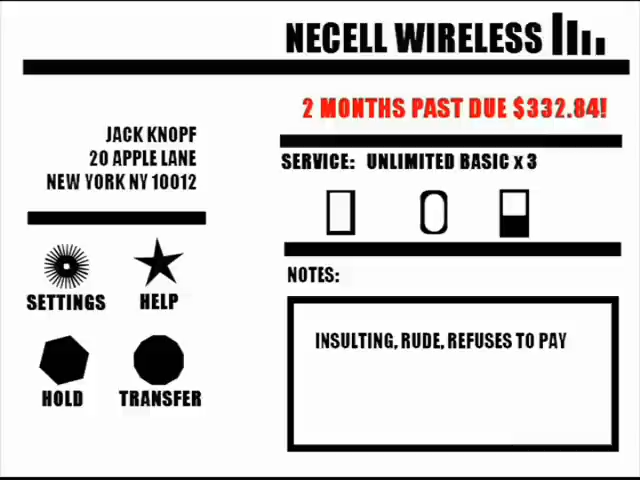 NECELL WIRELESS
2 MONTHS PAST DUE $332.84!
JACK KNOPF
20 APPLE LANE
NEW YORK NY 10012
SERVICE: UNLIMITED BASIC x 3
SETTINGS
HELP
HOLD
TRANSFER
NOTES:
INSULTING, RUDE, REFUSES TO PAY